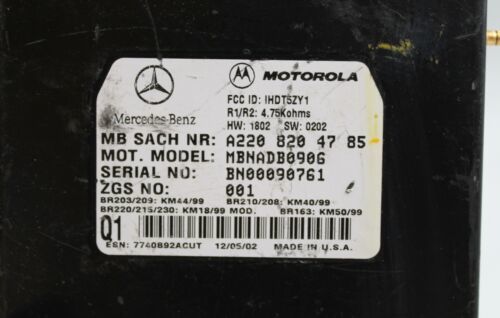 MOTOROLA
Mercedes-Benz
FCC ID: IHDT5ZY1
R1/R2: 4.75Kohms
HW: 1802 SW: 0202
MB SACH NR: A220 820 47 85
MOT. MODEL: MBNADB0906
SERIAL NO: BN00090761
ZGS NO: 001
BR203/209: KM44/99 BR210/208: KM40/99
BR220/215/230: KM18/99 MOD. BR163: KM50/99
Q1
ESN: 7740892ACUT 12/05/02 MADE IN U.S.A.